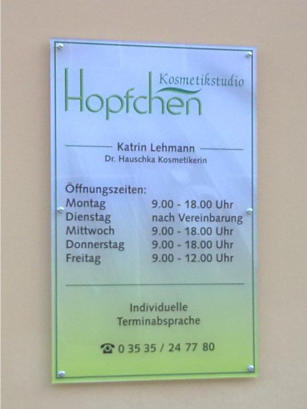 Kosmetikstudio
Hopfchen
Katrin Lehmann
Dr. Hauschka Kosmetikerin
Öffnungszeiten:
Montag 9.00 - 18.00 Uhr
Dienstag nach Vereinbarung
Mittwoch 9.00 - 18.00 Uhr
Donnerstag 9.00 - 18.00 Uhr
Freitag 9.00 - 12.00 Uhr
Individuelle
Terminabsprache
☎ 0 35 35 / 24 77 80